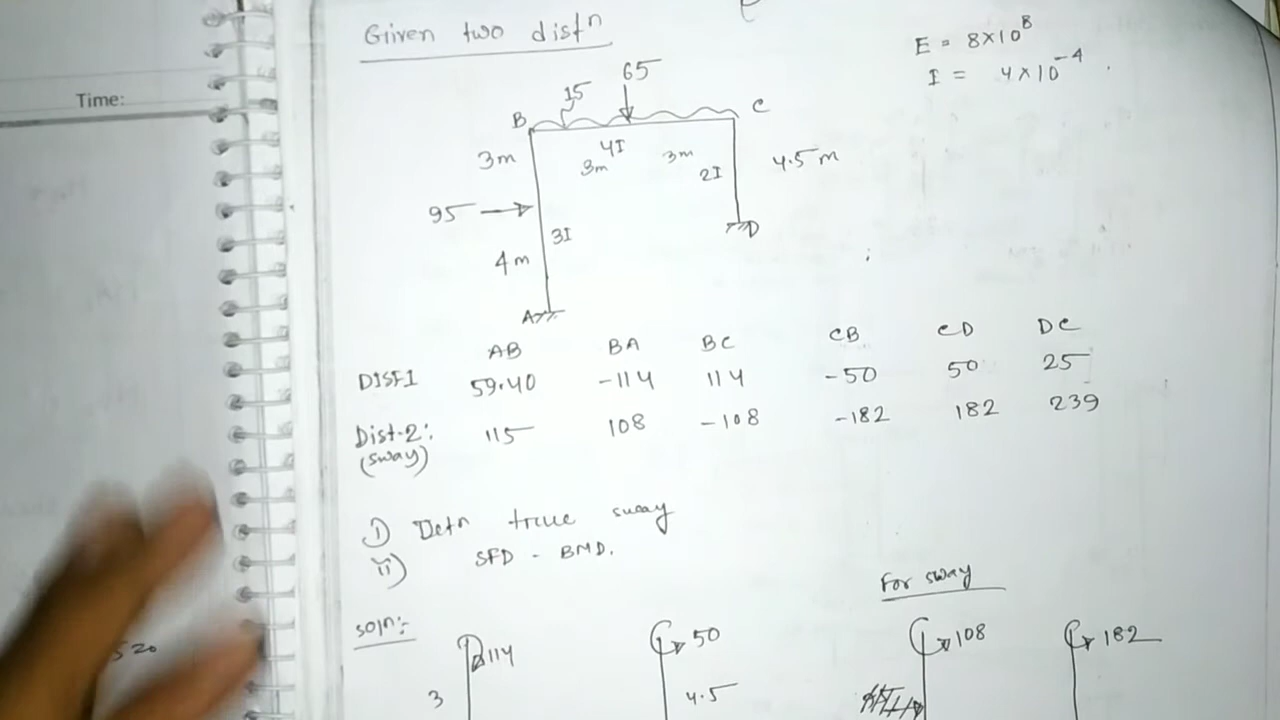 Time:
Given two distn
E = 8×10^8
I = 4×10^-4 .
65
15
B
C
3m
4I
3m
3m
2I
4.5 m
95
D
3I
4m
A
AB BA BC CB CD DC
DIST-1 59.40 -114 114 -50 50 25
Dist-2: 115 108 -108 -182 182 239
(sway)
i) Detn true sway
ii) SFD - BMD.
For sway
soln:-
114
50
108
182
3
4.5